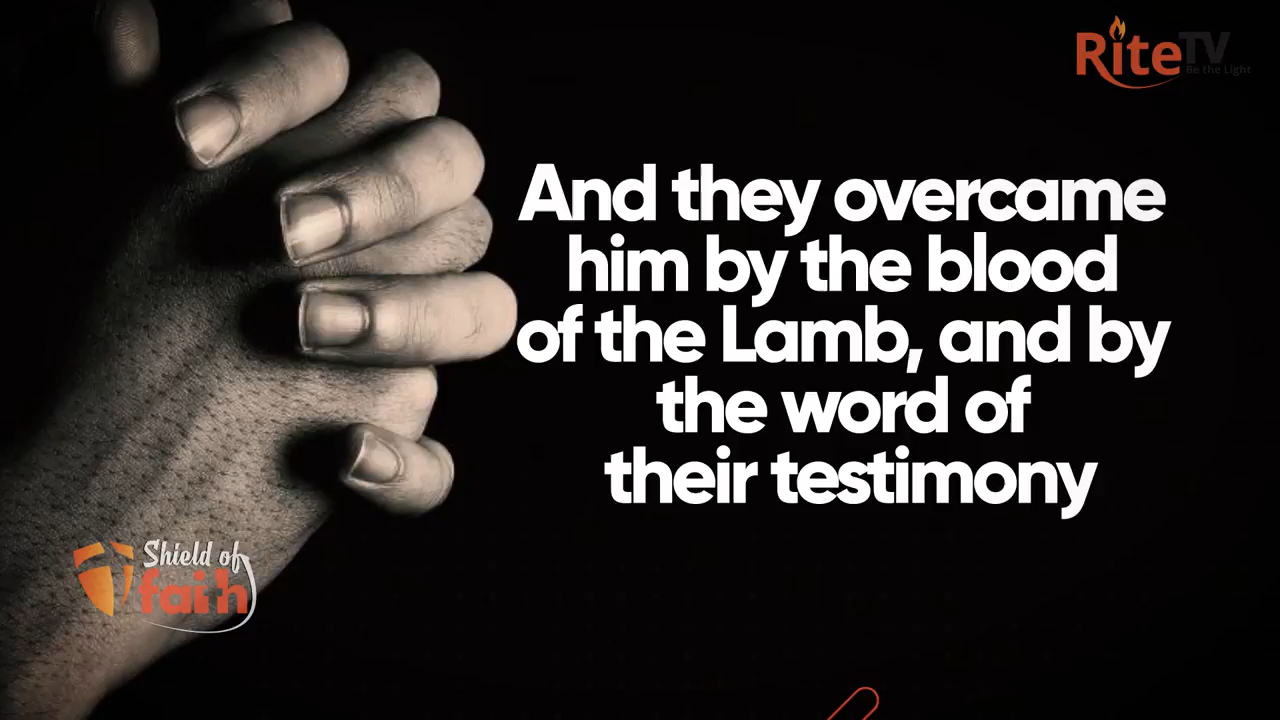 RiteTV
Be the Light
And they overcame
him by the blood
of the Lamb, and by
the word of
their testimony
Shield of
faith